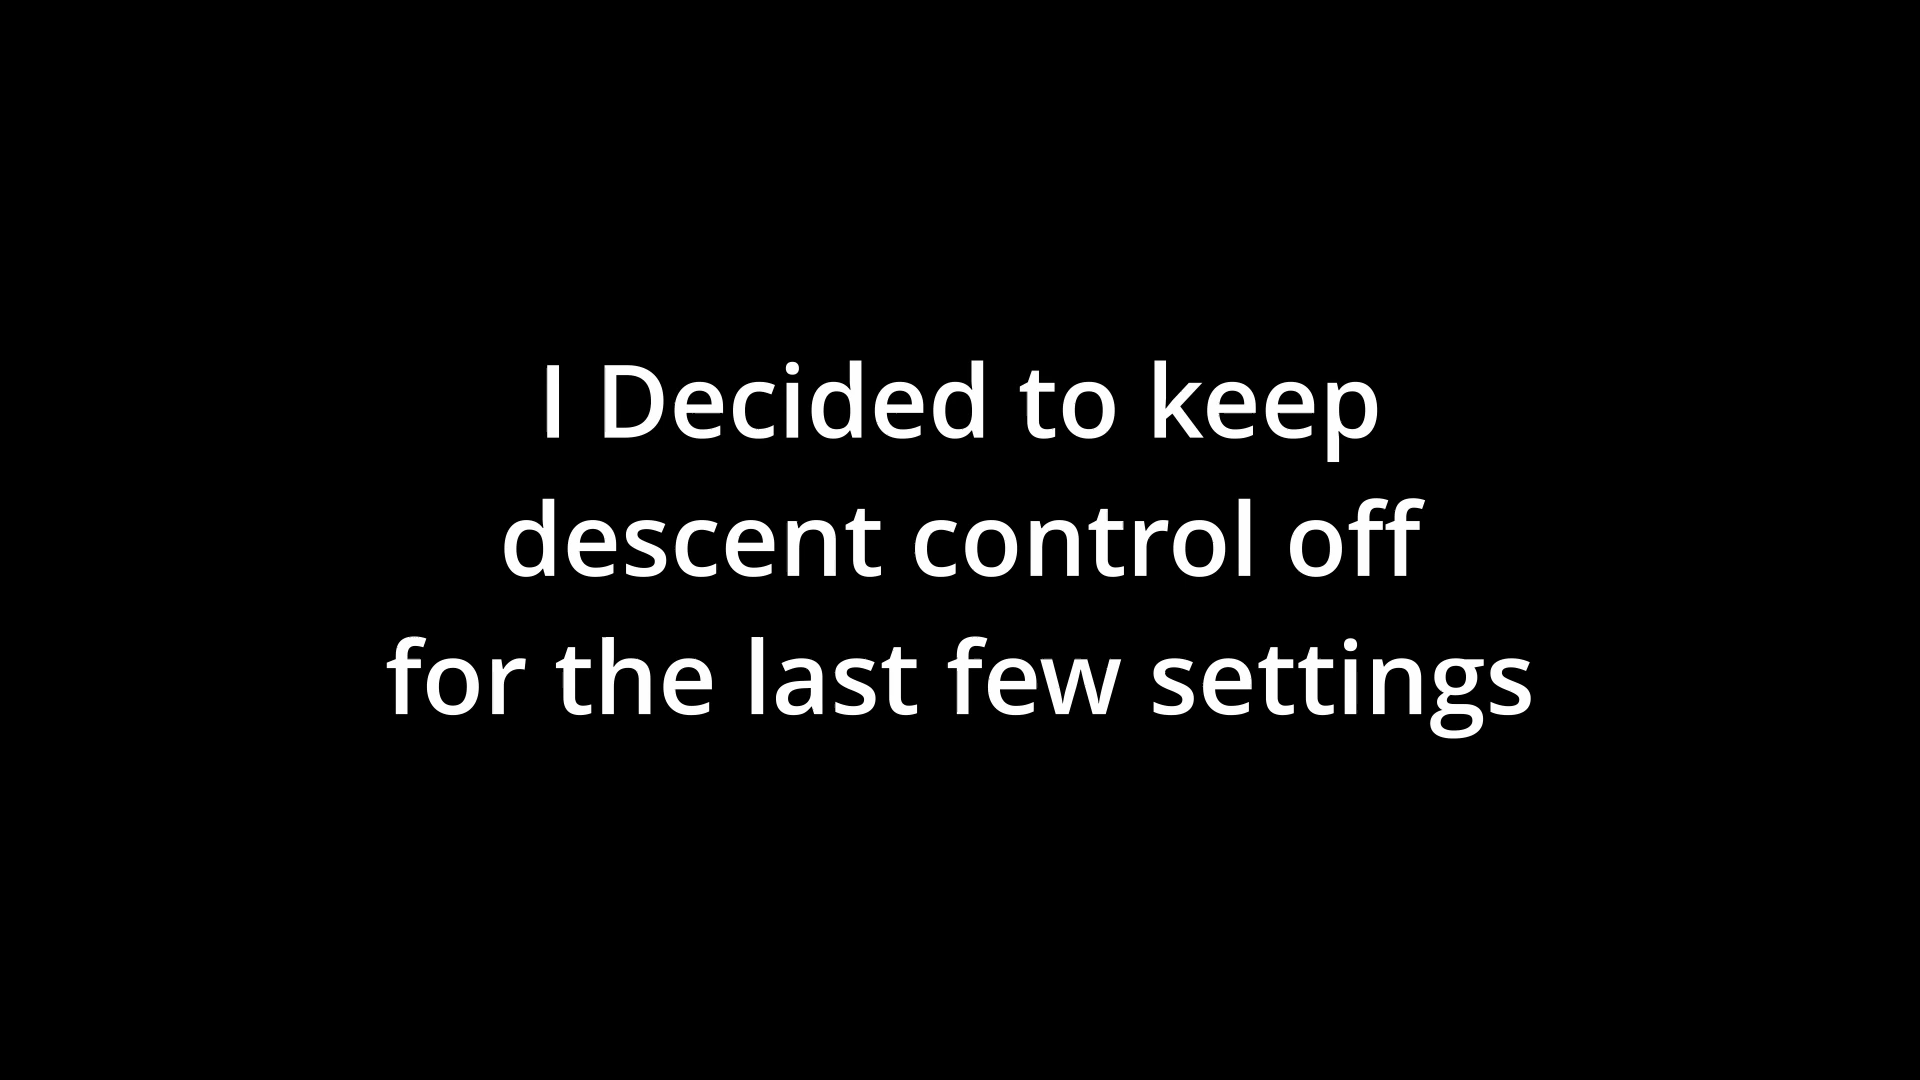 I Decided to keep
descent control off
for the last few settings